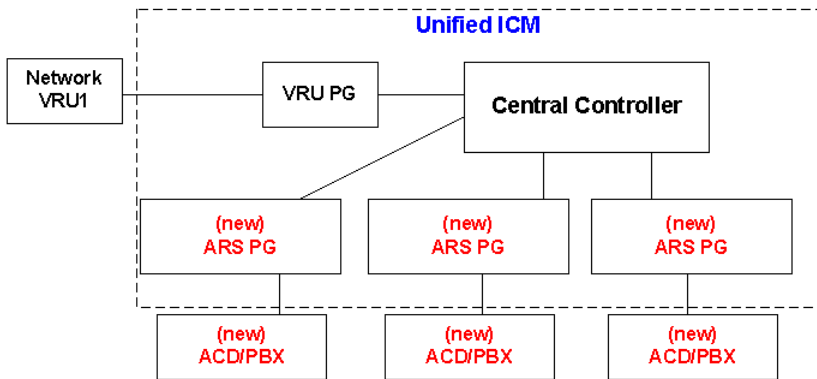 Unified ICM
Network
VRU1
VRU PG
Central Controller
(new)
ARS PG
(new)
ARS PG
(new)
ARS PG
(new)
ACD/PBX
(new)
ACD/PBX
(new)
ACD/PBX